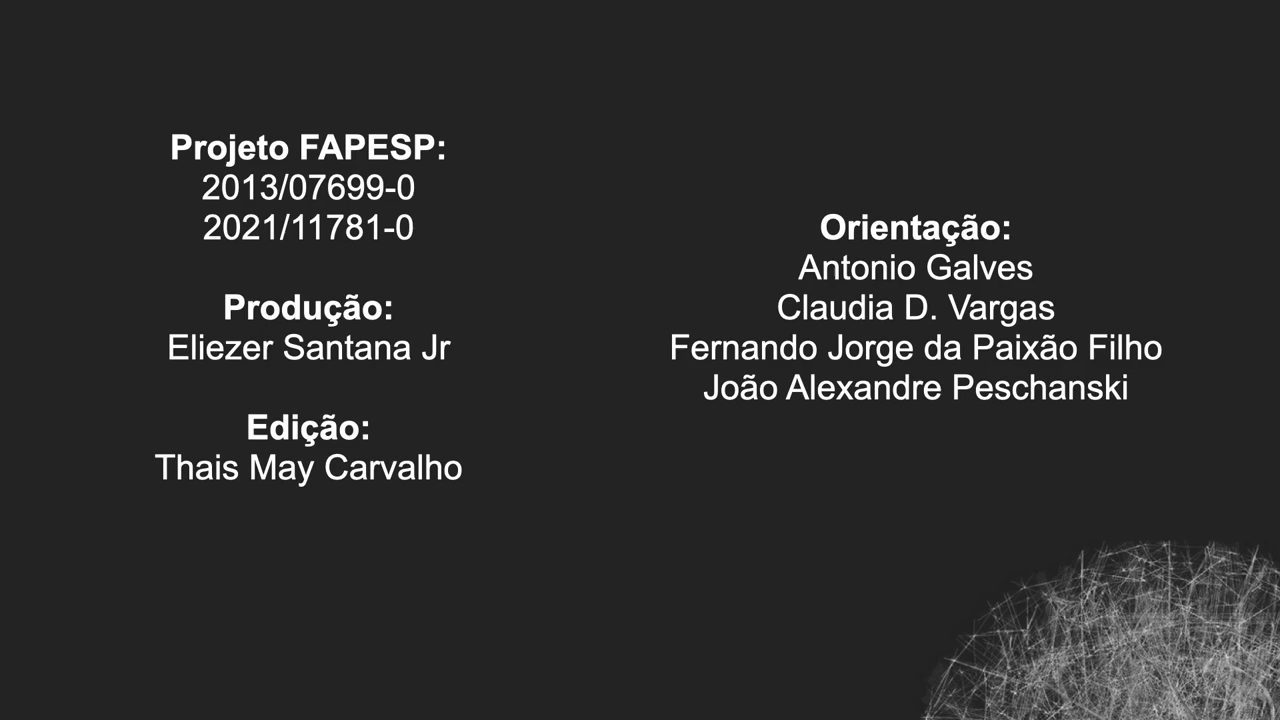 Projeto FAPESP:
2013/07699-0
2021/11781-0
Produção:
Eliezer Santana Jr
Edição:
Thais May Carvalho
Orientação:
Antonio Galves
Claudia D. Vargas
Fernando Jorge da Paixão Filho
João Alexandre Peschanski